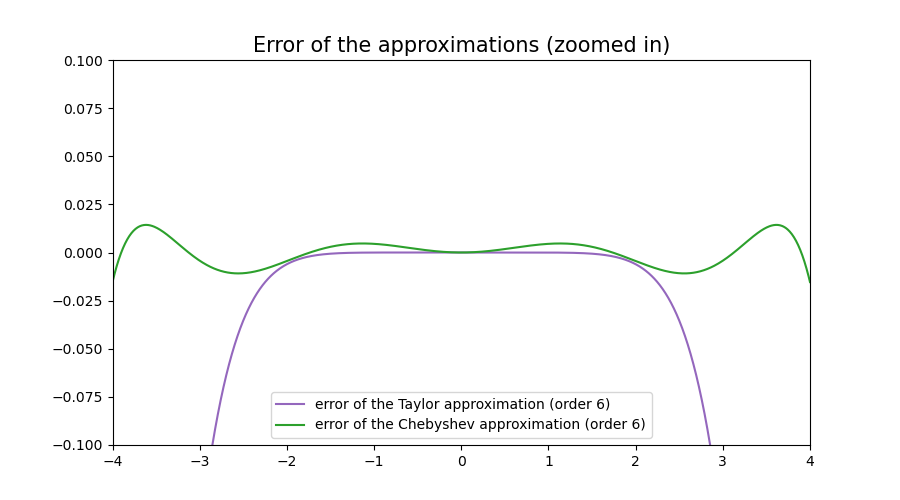 Error of the approximations (zoomed in)
0.100
0.075
0.050
0.025
0.000
−0.025
−0.050
−0.075
−0.100
error of the Taylor approximation (order 6)
error of the Chebyshev approximation (order 6)
−4 −3 −2 −1 0 1 2 3 4